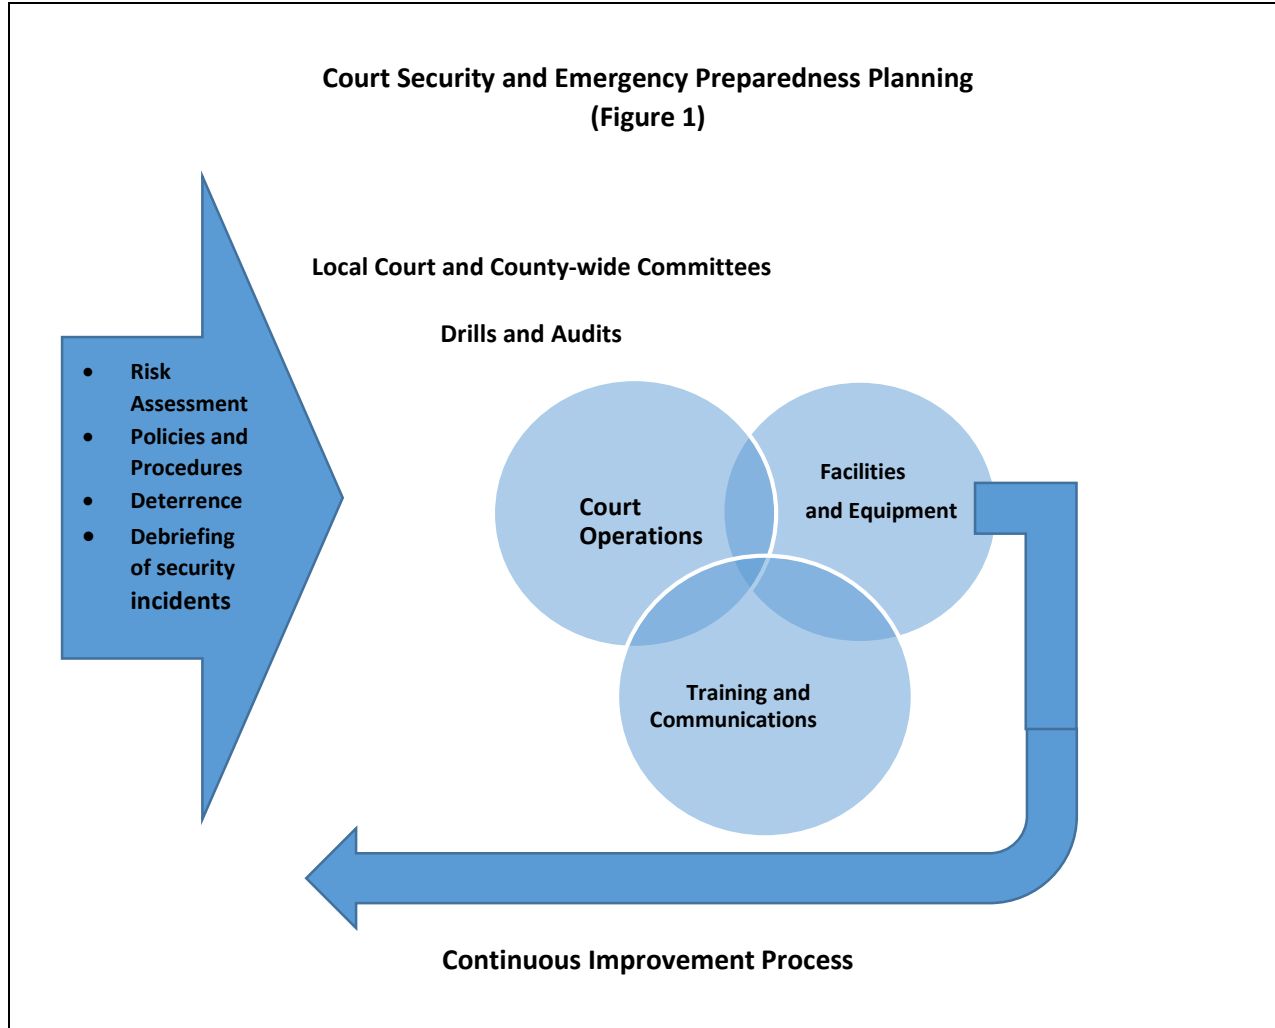 Court Security and Emergency Preparedness Planning
(Figure 1)
Local Court and County-wide Committees
Drills and Audits
• Risk
Assessment
• Policies and
Procedures
• Deterrence
• Debriefing
of security
incidents
Court
Operations
Facilities
and Equipment
Training and
Communications
Continuous Improvement Process